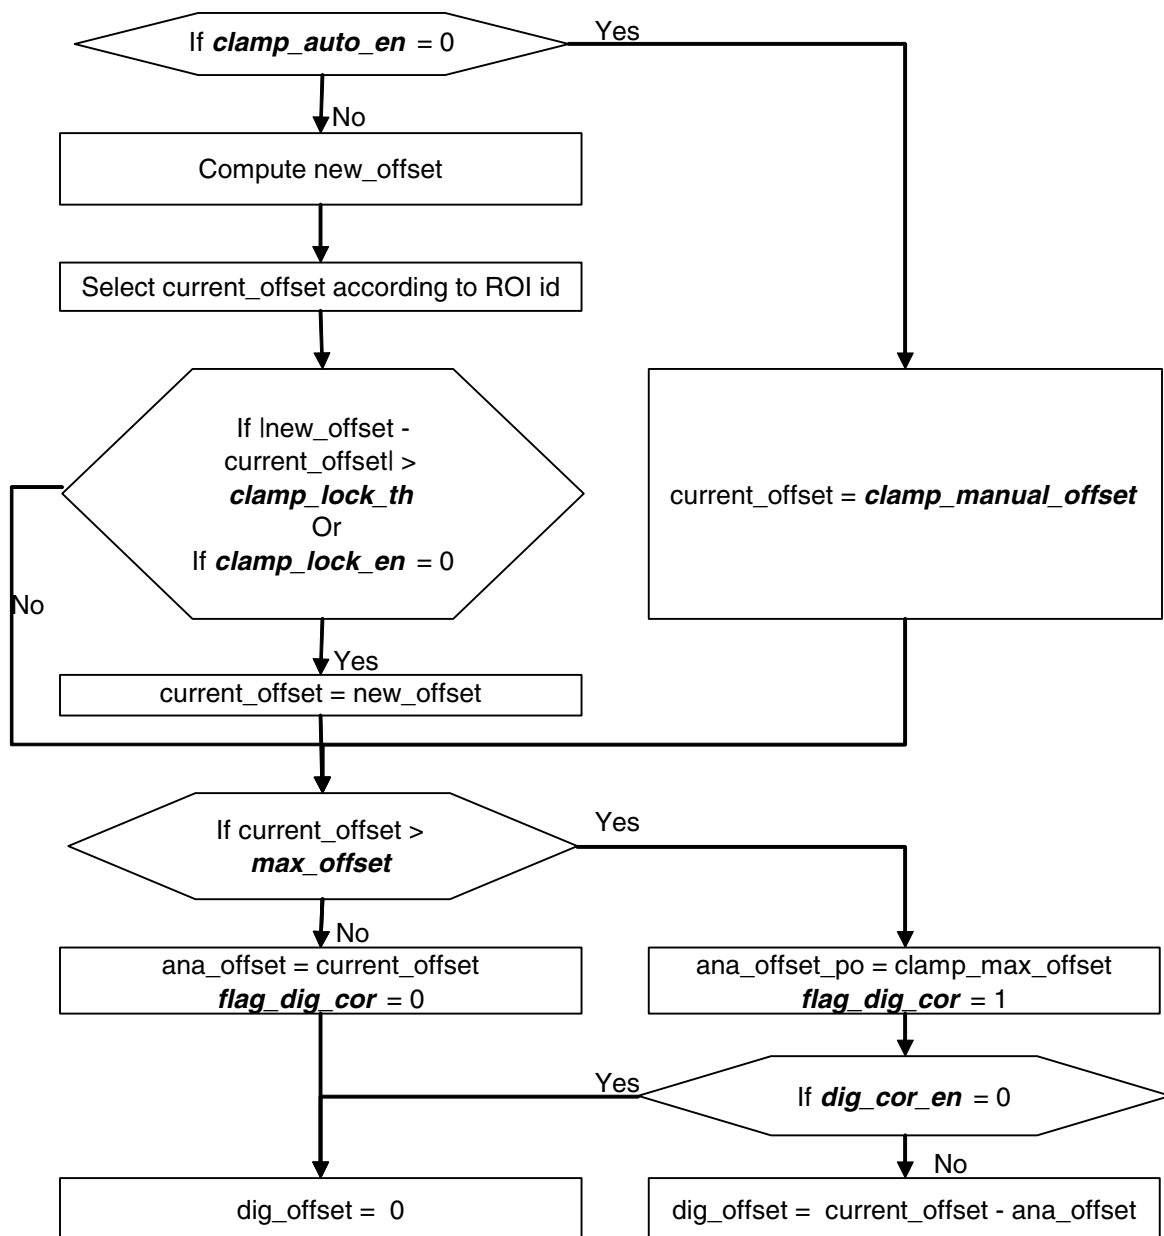 If clamp_auto_en = 0
Yes
No
Compute new_offset
Select current_offset according to ROI id
If |new_offset -
current_offset| >
clamp_lock_th
Or
If clamp_lock_en = 0
current_offset = clamp_manual_offset
No
Yes
current_offset = new_offset
If current_offset >
max_offset
Yes
No
ana_offset = current_offset
flag_dig_cor = 0
ana_offset_po = clamp_max_offset
flag_dig_cor = 1
Yes
If dig_cor_en = 0
No
dig_offset = 0
dig_offset = current_offset - ana_offset